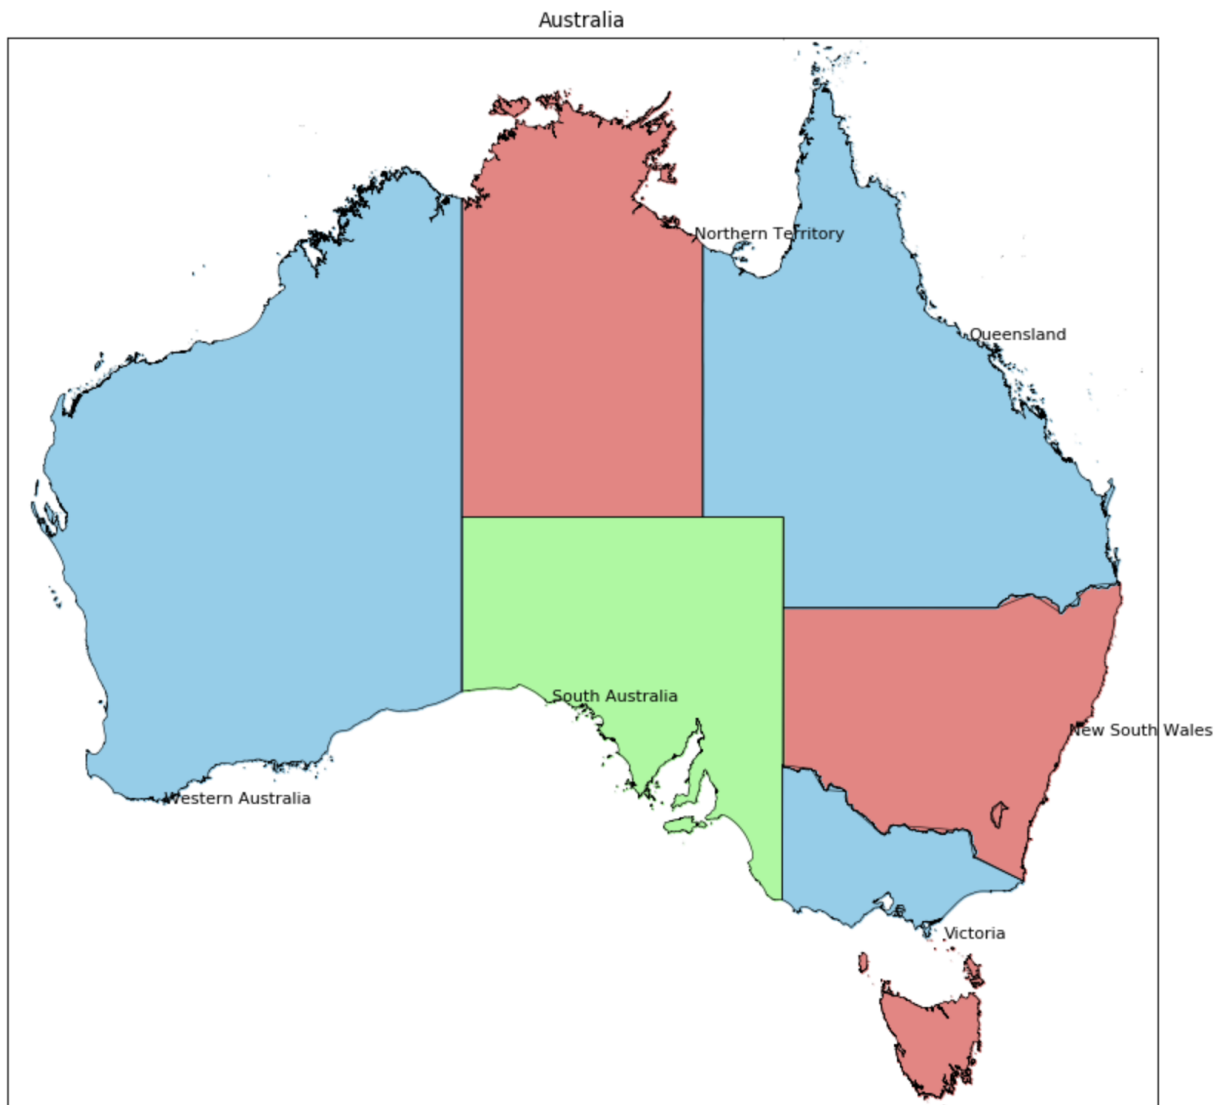 Australia
Northern Territory
Queensland
South Australia
New South Wales
Western Australia
Victoria